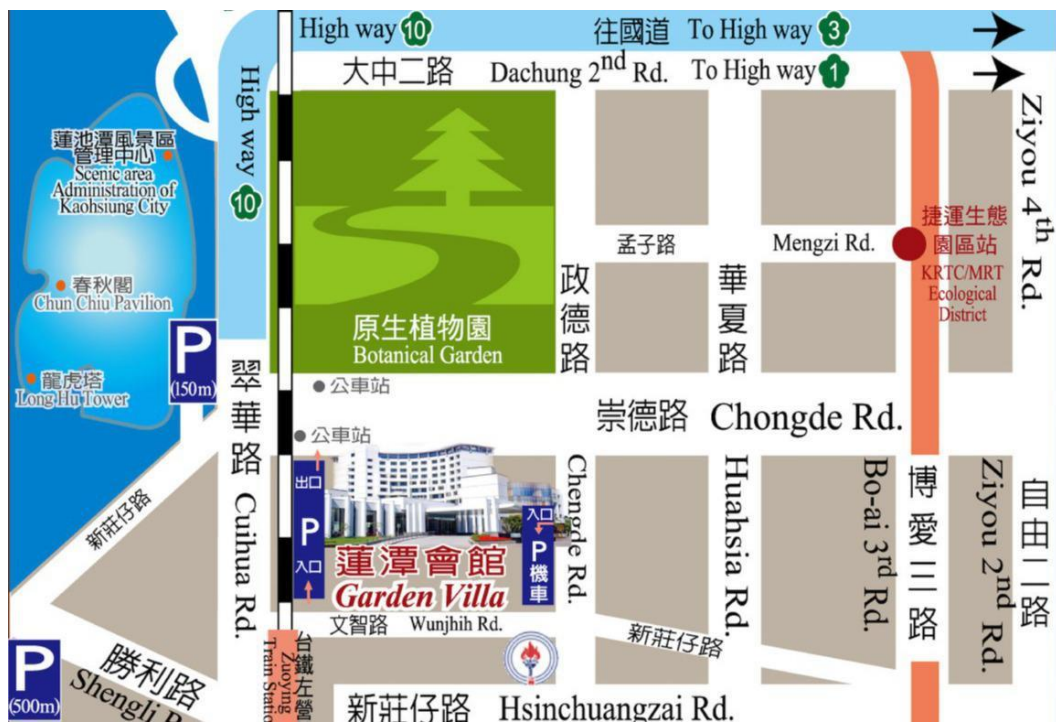 High way 10
往國道 To High way 3
大中二路 Dachung 2nd Rd. To High way 1
High way 10
蓮池潭風景區
管理中心
Scenic area
Administration of
Kaohsiung City
春秋閣
Chun Chiu Pavilion
龍虎塔
Long Hu Tower
P
(150m)
原生植物園
Botanical Garden
孟子路 Mengzi Rd.
捷運生態
園區站
KRTC/MRT
Ecological
District
Ziyou 4th Rd.
政德路
華夏路
公車站
公車站
崇德路 Chongde Rd.
翠華路 Cuihua Rd.
新莊仔路
出口
P
入口
蓮潭會館
Garden Villa
入口
P
機車
Chengde Rd.
Huahsia Rd.
Bo-ai 3rd Rd.
博愛三路
Ziyou 2nd Rd.
自由二路
文智路 Wunjhih Rd.
新莊仔路
台鐵左營
Zuoying
Train Stati
P
(500m)
勝利路
Shengli
新莊仔路 Hsinchuangzai Rd.